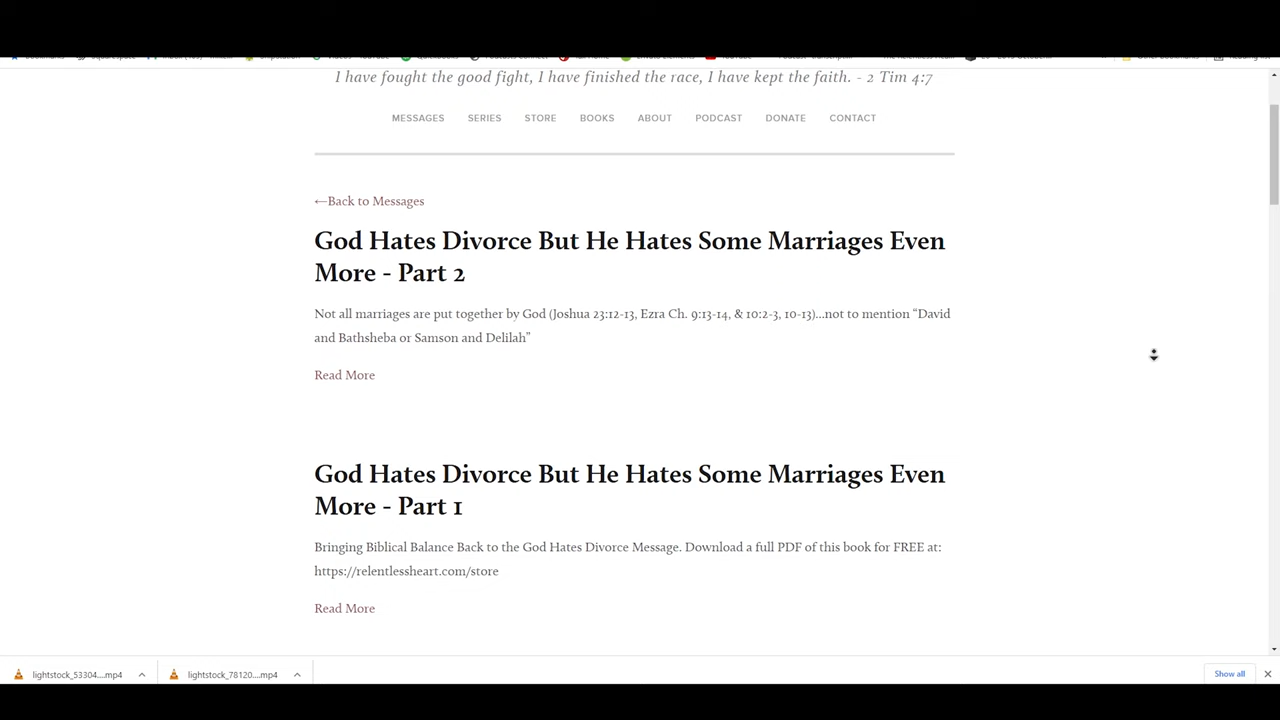 I have fought the good fight, I have finished the race, I have kept the faith. - 2 Tim 4:7
MESSAGES SERIES STORE BOOKS ABOUT PODCAST DONATE CONTACT
←Back to Messages
God Hates Divorce But He Hates Some Marriages Even
More - Part 2
Not all marriages are put together by God (Joshua 23:12-13, Ezra Ch. 9:13-14, & 10:2-3, 10-13)...not to mention “David
and Bathsheba or Samson and Delilah”
Read More
God Hates Divorce But He Hates Some Marriages Even
More - Part 1
Bringing Biblical Balance Back to the God Hates Divorce Message. Download a full PDF of this book for FREE at:
https://relentlessheart.com/store
Read More
lightstock_53304....mp4 lightstock_78120....mp4 Show all